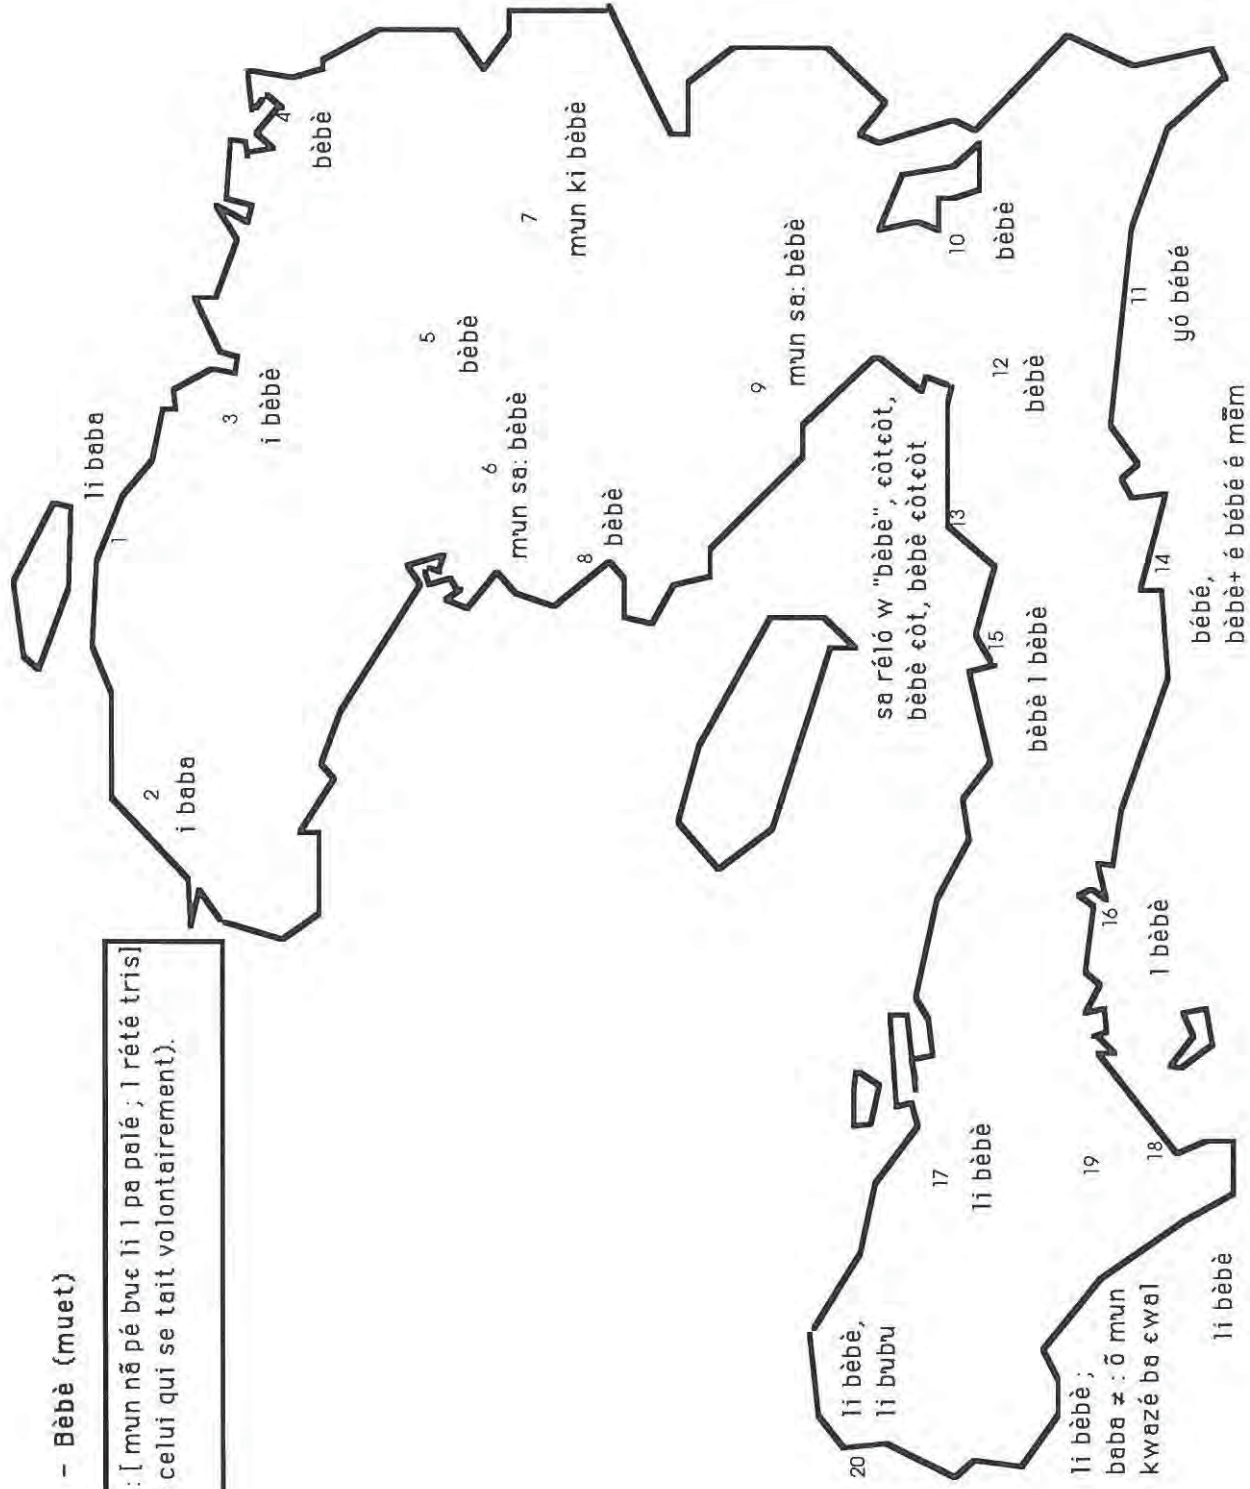 – Bèbè (muet)
: [ mun nã pé buɛ li l pa palé ; l rété tris]
celui qui se tait volontairement).
li baba
1
2
i baba
3
i bèbè
4
bèbè
5
bèbè
6
mun sa: bèbè
7
mun ki bèbè
8
bèbè
9
mun sa: bèbè
10
bèbè
11
yó bébé
12
bèbè
sa réló w "bèbè", ɛòtɛòt,
bèbè ɛòt, bèbè ɛòtɛòt
13
14
bébé,
bèbè+ é bébé é mẽm
15
bèbè l bèbè
16
l bèbè
17
li bèbè
18
li bèbè
19
li bèbè ;
baba ≠ : õ mun
kwazé ba ɛwal
20
li bèbè,
li bubu